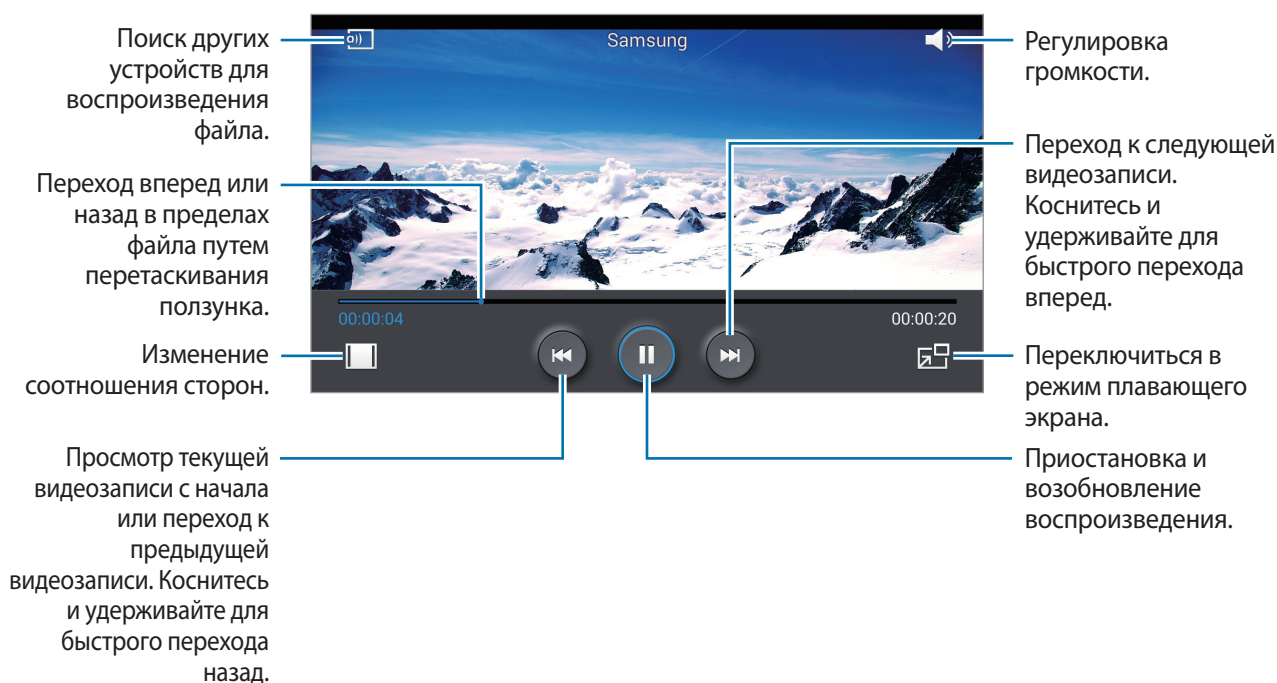 Поиск других
устройств для
воспроизведения
файла.
Переход вперед или
назад в пределах
файла путем
перетаскивания
ползунка.
Изменение
соотношения сторон.
Просмотр текущей
видеозаписи с начала
или переход к
предыдущей
видеозаписи. Коснитесь
и удерживайте для
быстрого перехода
назад.
Samsung
00:00:04
00:00:20
Регулировка
громкости.
Переход к следующей
видеозаписи.
Коснитесь и
удерживайте для
быстрого перехода
вперед.
Переключиться в
режим плавающего
экрана.
Приостановка и
возобновление
воспроизведения.